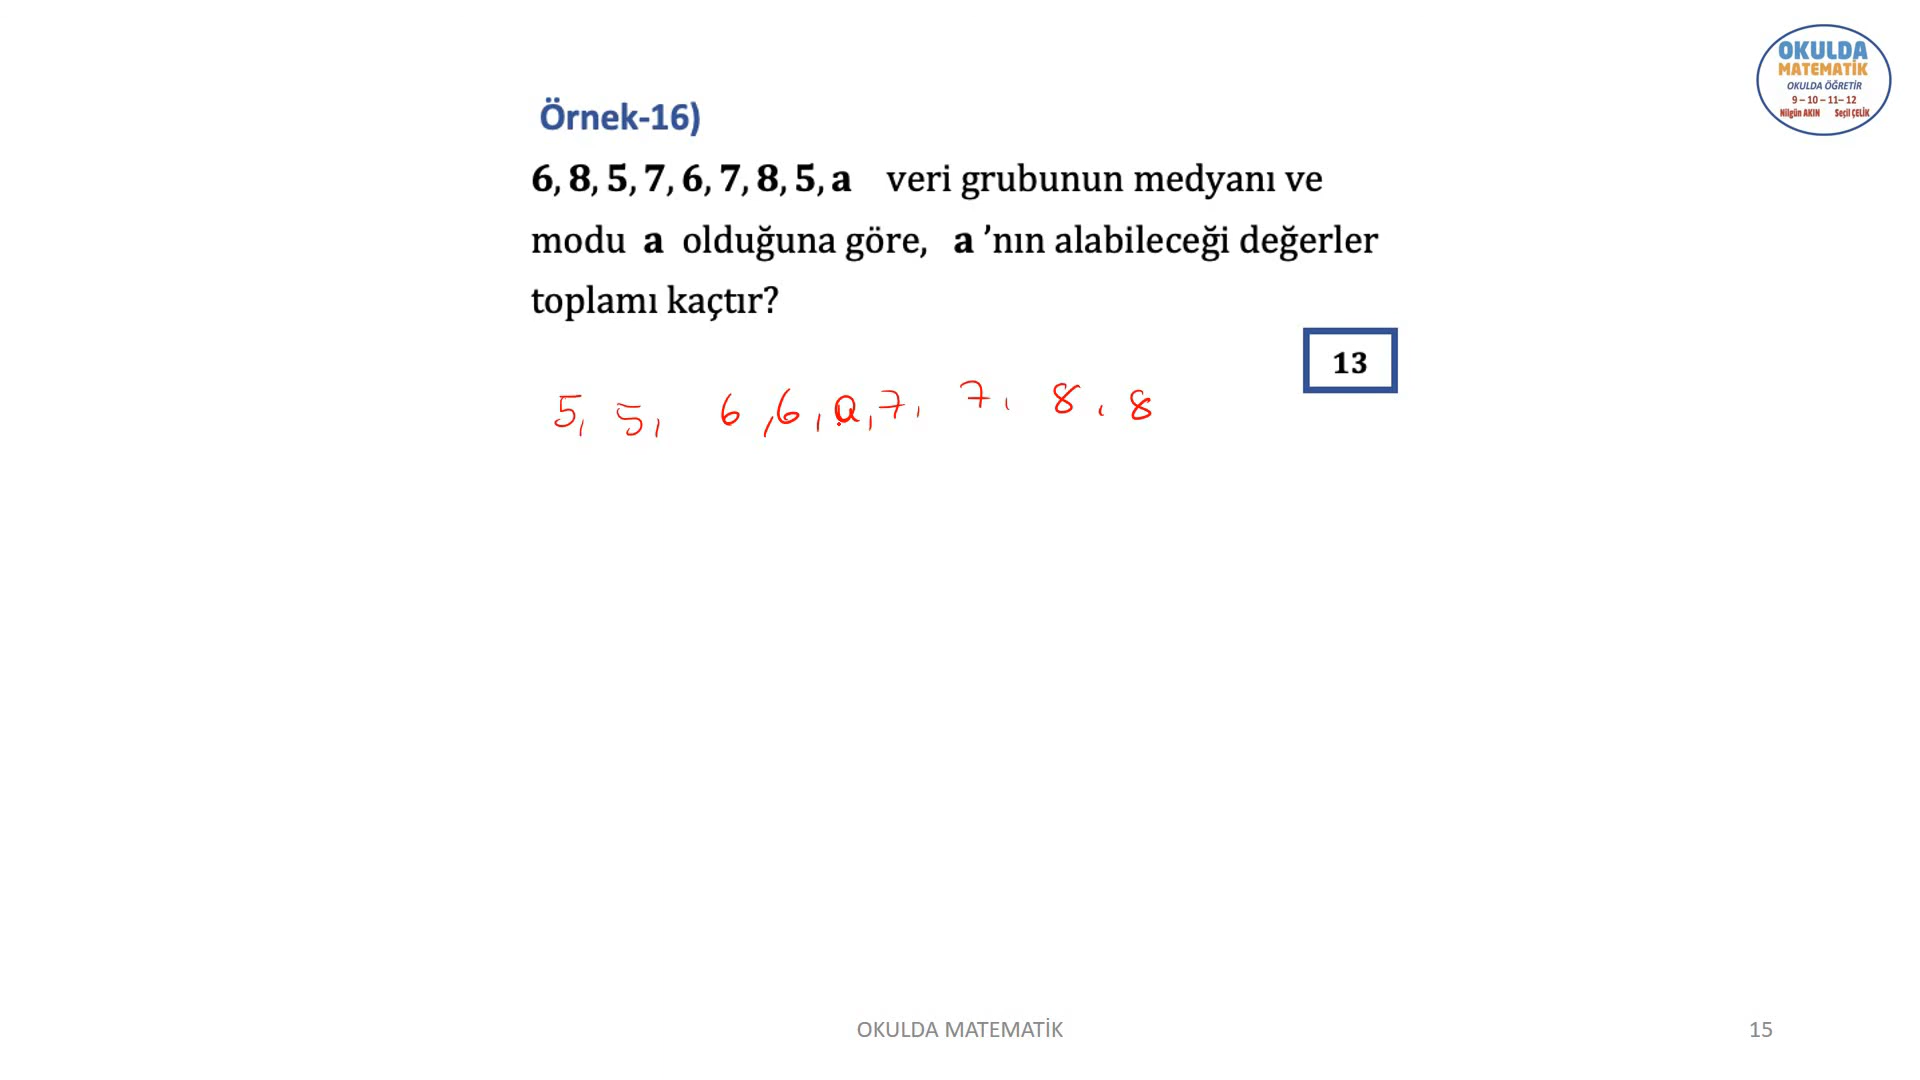 OKULDA
MATEMATİK
OKULDA ÖĞRETİR
9 – 10 – 11– 12
Nilgün AKIN Seçil ÇELİK
Örnek-16)
6, 8, 5, 7, 6, 7, 8, 5, a veri grubunun medyanı ve
modu a olduğuna göre, a ’nın alabileceği değerler
toplamı kaçtır?
13
5, 5, 6, 6, a, 7, 7, 8, 8
OKULDA MATEMATİK
15